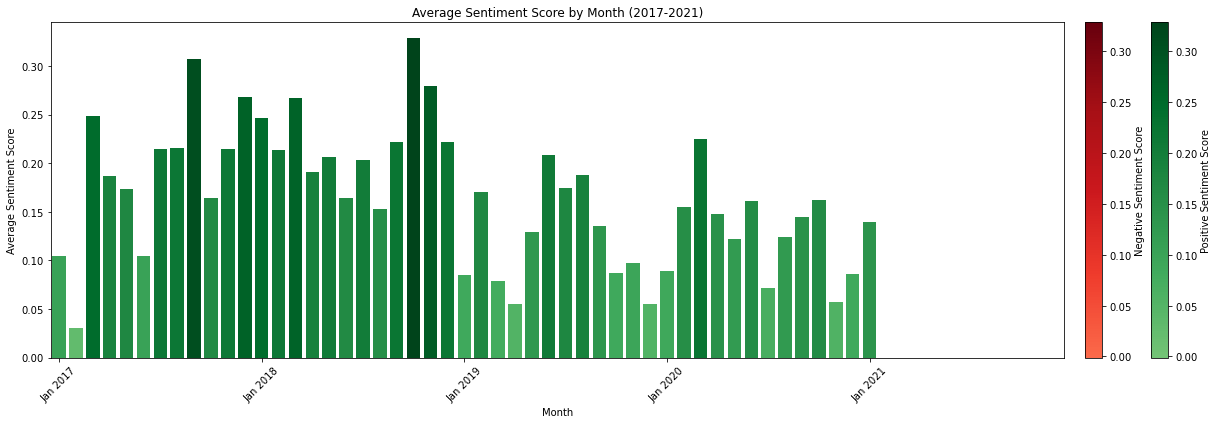 Average Sentiment Score by Month (2017-2021)
Average Sentiment Score
0.30
0.25
0.20
0.15
0.10
0.05
0.00
Jan 2017
Jan 2018
Jan 2019
Jan 2020
Jan 2021
Month
0.30
0.25
0.20
0.15
0.10
0.05
0.00
Negative Sentiment Score
0.30
0.25
0.20
0.15
0.10
0.05
0.00
Positive Sentiment Score